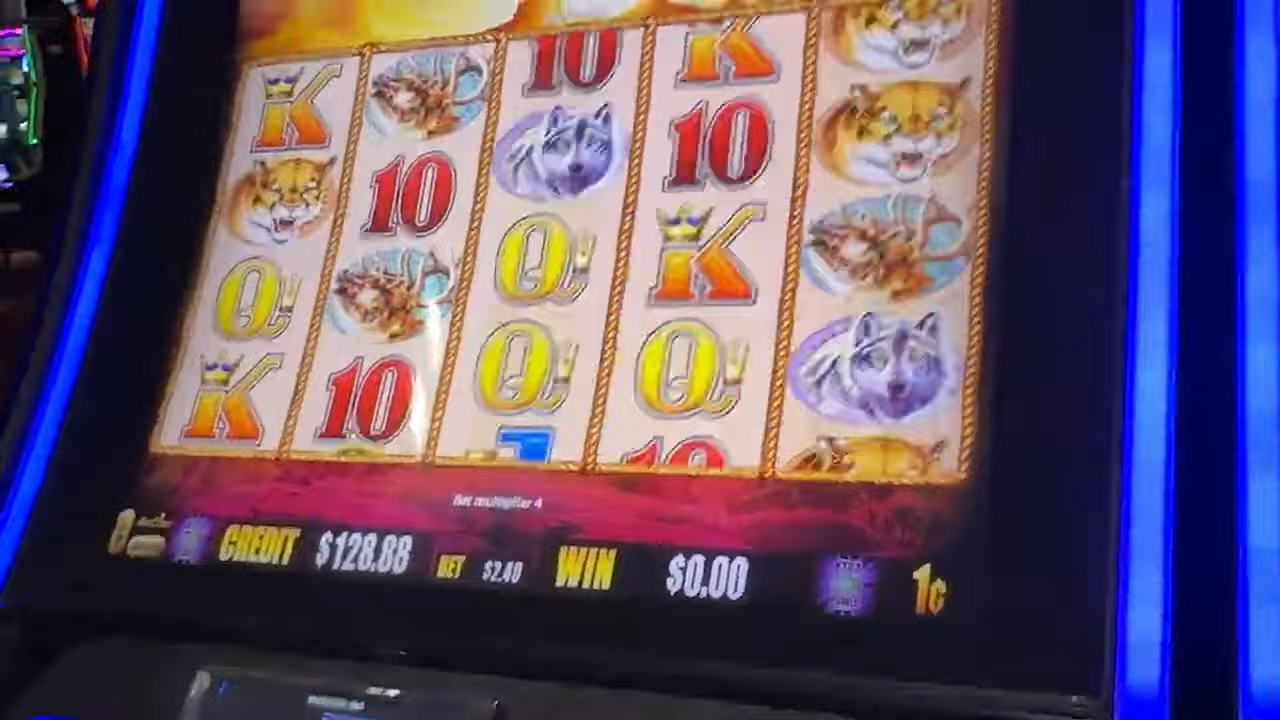 K 10 K
10 10
Q Q K
K 10 Q Q
10
Bet multiplier 4
CREDIT $128.88 BET $2.40 WIN $0.00 1¢